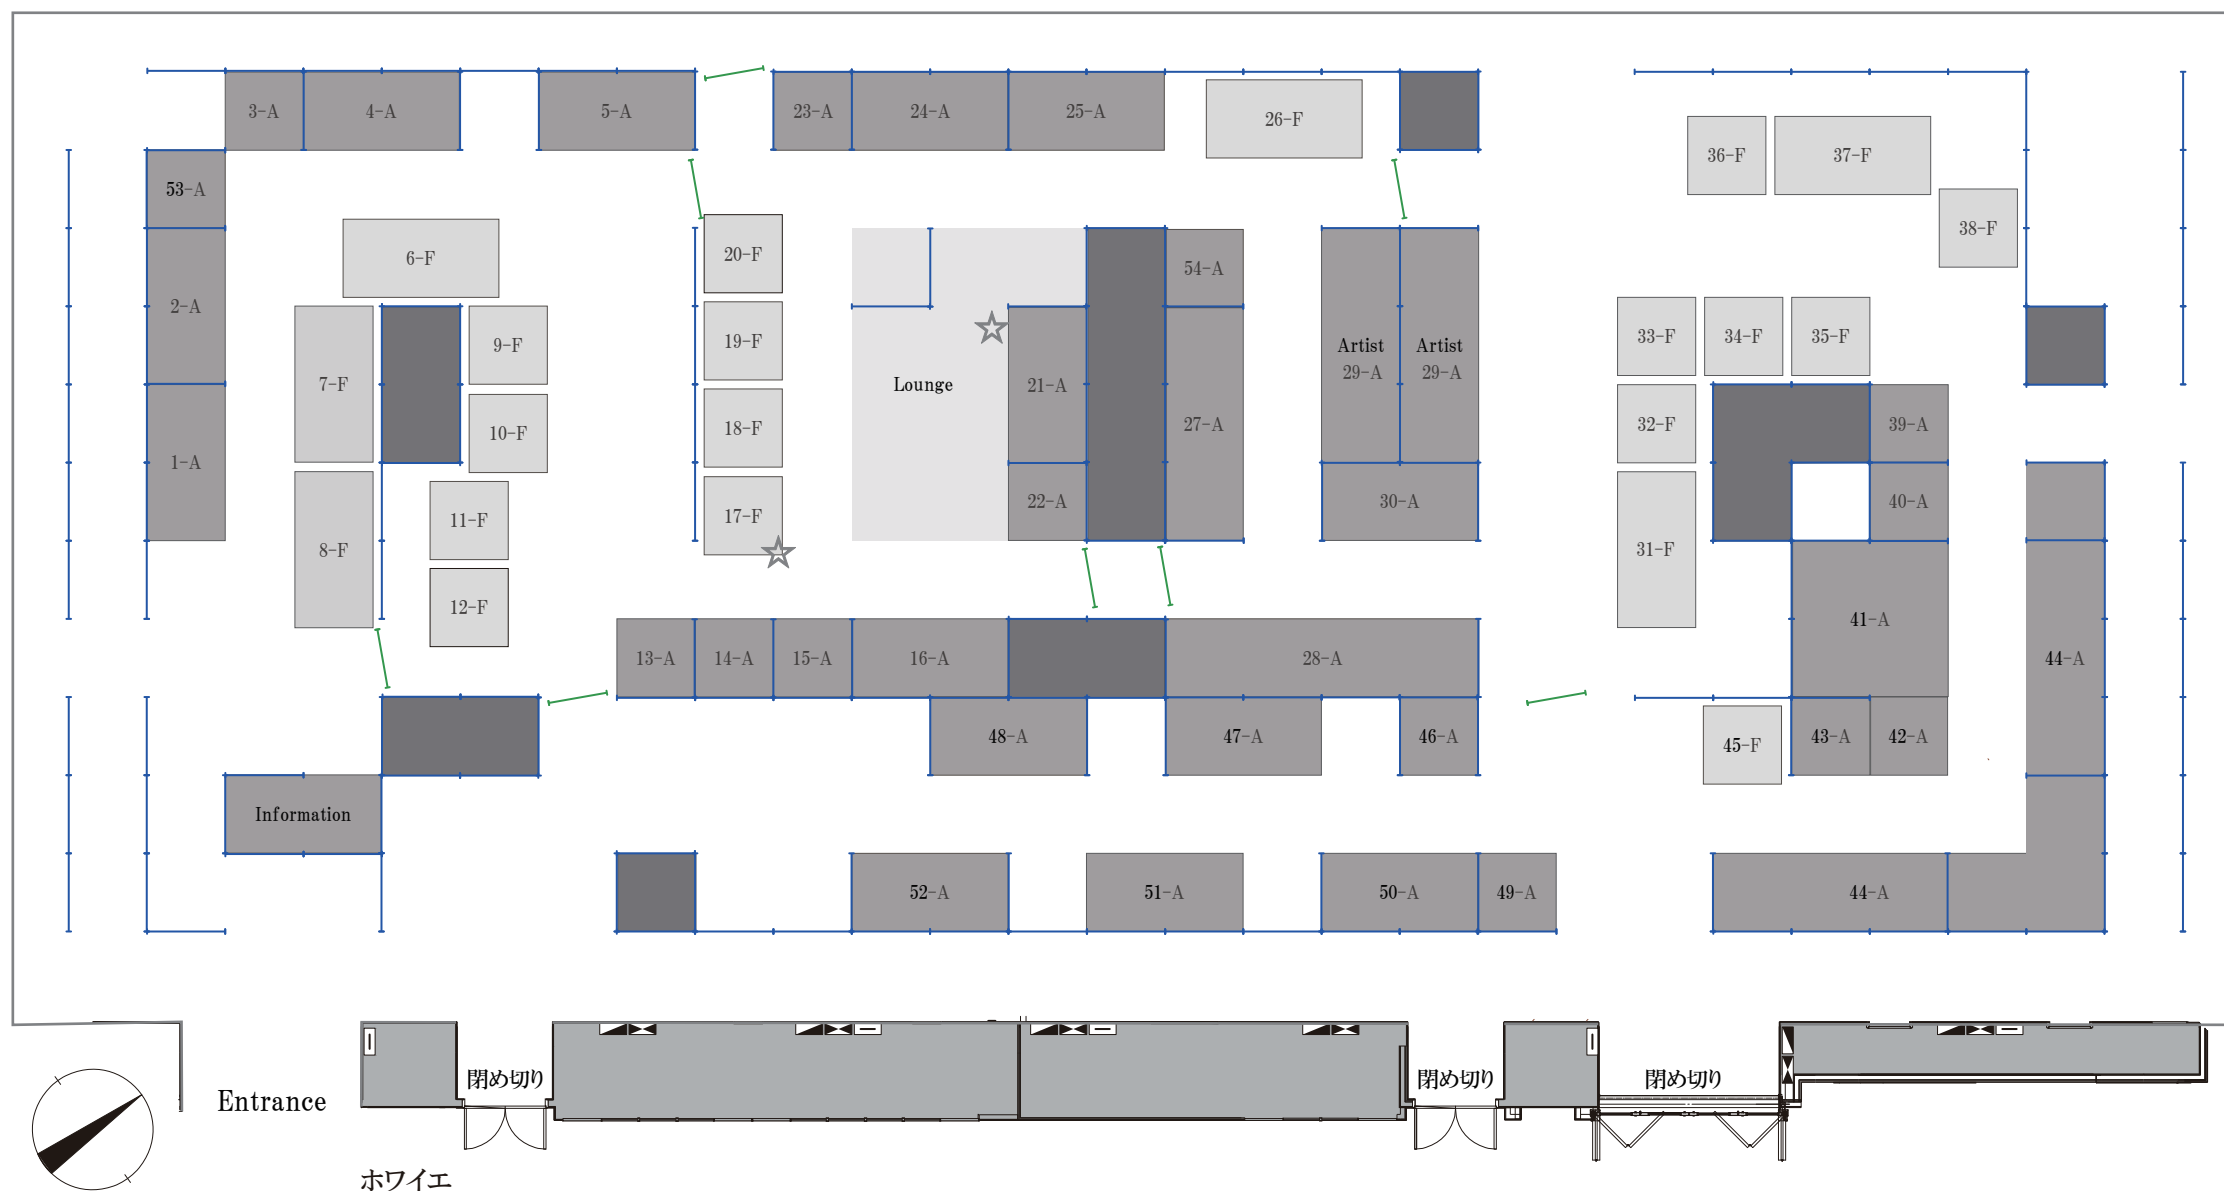 3-A
4-A
5-A
23-A
24-A
25-A
26-F
36-F
37-F
53-A
38-F
6-F
20-F
54-A
2-A
9-F
19-F
33-F
34-F
35-F
7-F
Lounge
21-A
Artist
29-A
Artist
29-A
10-F
18-F
27-A
32-F
39-A
1-A
11-F
17-F
22-A
30-A
40-A
8-F
31-F
12-F
41-A
13-A
14-A
15-A
16-A
28-A
44-A
48-A
47-A
46-A
45-F
43-A
42-A
Information
52-A
51-A
50-A
49-A
44-A
閉め切り
閉め切り
閉め切り
Entrance
ホワイエ